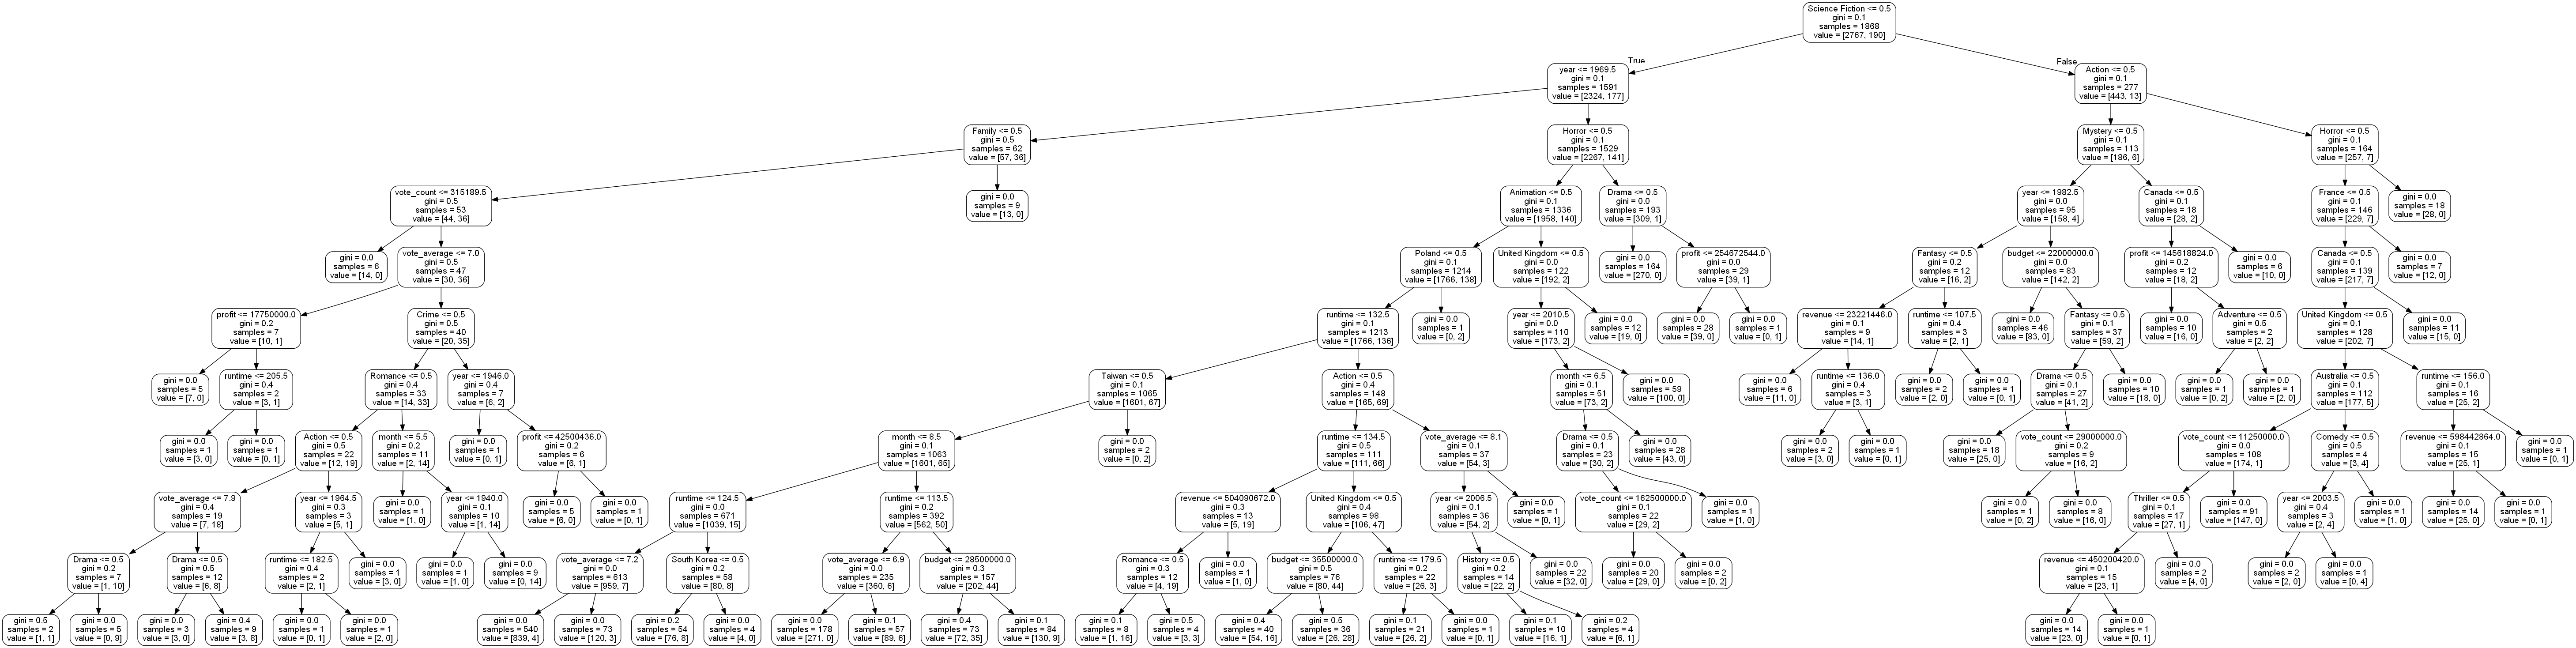 Science Fiction <= 0.5
gini = 0.1
samples = 1868
value = [2767, 190]
True
False
year <= 1969.5
gini = 0.1
samples = 1591
value = [2324, 177]
Action <= 0.5
gini = 0.1
samples = 277
value = [443, 13]
Family <= 0.5
gini = 0.5
samples = 62
value = [57, 36]
Horror <= 0.5
gini = 0.1
samples = 1529
value = [2267, 141]
Mystery <= 0.5
gini = 0.1
samples = 113
value = [186, 6]
Horror <= 0.5
gini = 0.1
samples = 164
value = [257, 7]
vote_count <= 315189.5
gini = 0.5
samples = 53
value = [44, 36]
gini = 0.0
samples = 9
value = [13, 0]
Animation <= 0.5
gini = 0.1
samples = 1336
value = [1958, 140]
Drama <= 0.5
gini = 0.0
samples = 193
value = [309, 1]
year <= 1982.5
gini = 0.0
samples = 95
value = [158, 4]
Canada <= 0.5
gini = 0.1
samples = 18
value = [28, 2]
France <= 0.5
gini = 0.1
samples = 146
value = [229, 7]
gini = 0.0
samples = 18
value = [28, 0]
gini = 0.0
samples = 6
value = [14, 0]
vote_average <= 7.0
gini = 0.5
samples = 47
value = [30, 36]
Poland <= 0.5
gini = 0.1
samples = 1214
value = [1766, 138]
United Kingdom <= 0.5
gini = 0.0
samples = 122
value = [192, 2]
gini = 0.0
samples = 164
value = [270, 0]
profit <= 254672544.0
gini = 0.0
samples = 29
value = [39, 1]
Fantasy <= 0.5
gini = 0.2
samples = 12
value = [16, 2]
budget <= 22000000.0
gini = 0.0
samples = 83
value = [142, 2]
profit <= 145618824.0
gini = 0.2
samples = 12
value = [18, 2]
gini = 0.0
samples = 6
value = [10, 0]
Canada <= 0.5
gini = 0.1
samples = 139
value = [217, 7]
gini = 0.0
samples = 7
value = [12, 0]
profit <= 17750000.0
gini = 0.2
samples = 7
value = [10, 1]
Crime <= 0.5
gini = 0.5
samples = 40
value = [20, 35]
runtime <= 132.5
gini = 0.1
samples = 1213
value = [1766, 136]
gini = 0.0
samples = 1
value = [0, 2]
year <= 2010.5
gini = 0.0
samples = 110
value = [173, 2]
gini = 0.0
samples = 12
value = [19, 0]
gini = 0.0
samples = 28
value = [39, 0]
gini = 0.0
samples = 1
value = [0, 1]
revenue <= 23221446.0
gini = 0.1
samples = 9
value = [14, 1]
runtime <= 107.5
gini = 0.4
samples = 3
value = [2, 1]
gini = 0.0
samples = 46
value = [83, 0]
Fantasy <= 0.5
gini = 0.1
samples = 37
value = [59, 2]
gini = 0.0
samples = 10
value = [16, 0]
Adventure <= 0.5
gini = 0.5
samples = 2
value = [2, 2]
United Kingdom <= 0.5
gini = 0.1
samples = 128
value = [202, 7]
gini = 0.0
samples = 11
value = [15, 0]
gini = 0.0
samples = 5
value = [7, 0]
runtime <= 205.5
gini = 0.4
samples = 2
value = [3, 1]
Romance <= 0.5
gini = 0.4
samples = 33
value = [14, 33]
year <= 1946.0
gini = 0.4
samples = 7
value = [6, 2]
Taiwan <= 0.5
gini = 0.1
samples = 1065
value = [1601, 67]
Action <= 0.5
gini = 0.4
samples = 148
value = [165, 69]
month <= 6.5
gini = 0.1
samples = 51
value = [73, 2]
gini = 0.0
samples = 59
value = [100, 0]
gini = 0.0
samples = 6
value = [11, 0]
runtime <= 136.0
gini = 0.4
samples = 3
value = [3, 1]
gini = 0.0
samples = 2
value = [2, 0]
gini = 0.0
samples = 1
value = [0, 1]
Drama <= 0.5
gini = 0.1
samples = 27
value = [41, 2]
gini = 0.0
samples = 10
value = [18, 0]
gini = 0.0
samples = 1
value = [0, 2]
gini = 0.0
samples = 1
value = [2, 0]
Australia <= 0.5
gini = 0.1
samples = 112
value = [177, 5]
runtime <= 156.0
gini = 0.1
samples = 16
value = [25, 2]
gini = 0.0
samples = 1
value = [3, 0]
gini = 0.0
samples = 1
value = [0, 1]
Action <= 0.5
gini = 0.5
samples = 22
value = [12, 19]
month <= 5.5
gini = 0.2
samples = 11
value = [2, 14]
gini = 0.0
samples = 1
value = [0, 1]
profit <= 42500436.0
gini = 0.2
samples = 6
value = [6, 1]
month <= 8.5
gini = 0.1
samples = 1063
value = [1601, 65]
gini = 0.0
samples = 2
value = [0, 2]
runtime <= 134.5
gini = 0.5
samples = 111
value = [111, 66]
vote_average <= 8.1
gini = 0.1
samples = 37
value = [54, 3]
Drama <= 0.5
gini = 0.1
samples = 23
value = [30, 2]
gini = 0.0
samples = 28
value = [43, 0]
gini = 0.0
samples = 2
value = [3, 0]
gini = 0.0
samples = 1
value = [0, 1]
gini = 0.0
samples = 18
value = [25, 0]
vote_count <= 29000000.0
gini = 0.2
samples = 9
value = [16, 2]
vote_count <= 11250000.0
gini = 0.0
samples = 108
value = [174, 1]
Comedy <= 0.5
gini = 0.5
samples = 4
value = [3, 4]
revenue <= 598442864.0
gini = 0.1
samples = 15
value = [25, 1]
gini = 0.0
samples = 1
value = [0, 1]
vote_average <= 7.9
gini = 0.4
samples = 19
value = [7, 18]
year <= 1964.5
gini = 0.3
samples = 3
value = [5, 1]
gini = 0.0
samples = 1
value = [1, 0]
year <= 1940.0
gini = 0.1
samples = 10
value = [1, 14]
gini = 0.0
samples = 5
value = [6, 0]
gini = 0.0
samples = 1
value = [0, 1]
runtime <= 124.5
gini = 0.0
samples = 671
value = [1039, 15]
runtime <= 113.5
gini = 0.2
samples = 392
value = [562, 50]
revenue <= 504090672.0
gini = 0.3
samples = 13
value = [5, 19]
United Kingdom <= 0.5
gini = 0.4
samples = 98
value = [106, 47]
year <= 2006.5
gini = 0.1
samples = 36
value = [54, 2]
gini = 0.0
samples = 1
value = [0, 1]
vote_count <= 162500000.0
gini = 0.1
samples = 22
value = [29, 2]
gini = 0.0
samples = 1
value = [1, 0]
gini = 0.0
samples = 1
value = [0, 2]
gini = 0.0
samples = 8
value = [16, 0]
Thriller <= 0.5
gini = 0.1
samples = 17
value = [27, 1]
gini = 0.0
samples = 91
value = [147, 0]
year <= 2003.5
gini = 0.4
samples = 3
value = [2, 4]
gini = 0.0
samples = 1
value = [1, 0]
gini = 0.0
samples = 14
value = [25, 0]
gini = 0.0
samples = 1
value = [0, 1]
Drama <= 0.5
gini = 0.2
samples = 7
value = [1, 10]
Drama <= 0.5
gini = 0.5
samples = 12
value = [6, 8]
runtime <= 182.5
gini = 0.4
samples = 2
value = [2, 1]
gini = 0.0
samples = 1
value = [3, 0]
gini = 0.0
samples = 1
value = [1, 0]
gini = 0.0
samples = 9
value = [0, 14]
vote_average <= 7.2
gini = 0.0
samples = 613
value = [959, 7]
South Korea <= 0.5
gini = 0.2
samples = 58
value = [80, 8]
vote_average <= 6.9
gini = 0.0
samples = 235
value = [360, 6]
budget <= 28500000.0
gini = 0.3
samples = 157
value = [202, 44]
Romance <= 0.5
gini = 0.3
samples = 12
value = [4, 19]
gini = 0.0
samples = 1
value = [1, 0]
budget <= 35500000.0
gini = 0.5
samples = 76
value = [80, 44]
runtime <= 179.5
gini = 0.2
samples = 22
value = [26, 3]
History <= 0.5
gini = 0.2
samples = 14
value = [22, 2]
gini = 0.0
samples = 22
value = [32, 0]
gini = 0.0
samples = 20
value = [29, 0]
gini = 0.0
samples = 2
value = [0, 2]
revenue <= 450200420.0
gini = 0.1
samples = 15
value = [23, 1]
gini = 0.0
samples = 2
value = [4, 0]
gini = 0.0
samples = 2
value = [2, 0]
gini = 0.0
samples = 1
value = [0, 4]
gini = 0.5
samples = 2
value = [1, 1]
gini = 0.0
samples = 5
value = [0, 9]
gini = 0.0
samples = 3
value = [3, 0]
gini = 0.4
samples = 9
value = [3, 8]
gini = 0.0
samples = 1
value = [0, 1]
gini = 0.0
samples = 1
value = [2, 0]
gini = 0.0
samples = 540
value = [839, 4]
gini = 0.0
samples = 73
value = [120, 3]
gini = 0.2
samples = 54
value = [76, 8]
gini = 0.0
samples = 4
value = [4, 0]
gini = 0.0
samples = 178
value = [271, 0]
gini = 0.1
samples = 57
value = [89, 6]
gini = 0.4
samples = 73
value = [72, 35]
gini = 0.1
samples = 84
value = [130, 9]
gini = 0.1
samples = 8
value = [1, 16]
gini = 0.5
samples = 4
value = [3, 3]
gini = 0.4
samples = 40
value = [54, 16]
gini = 0.5
samples = 36
value = [26, 28]
gini = 0.1
samples = 21
value = [26, 2]
gini = 0.0
samples = 1
value = [0, 1]
gini = 0.1
samples = 10
value = [16, 1]
gini = 0.2
samples = 4
value = [6, 1]
gini = 0.0
samples = 14
value = [23, 0]
gini = 0.0
samples = 1
value = [0, 1]